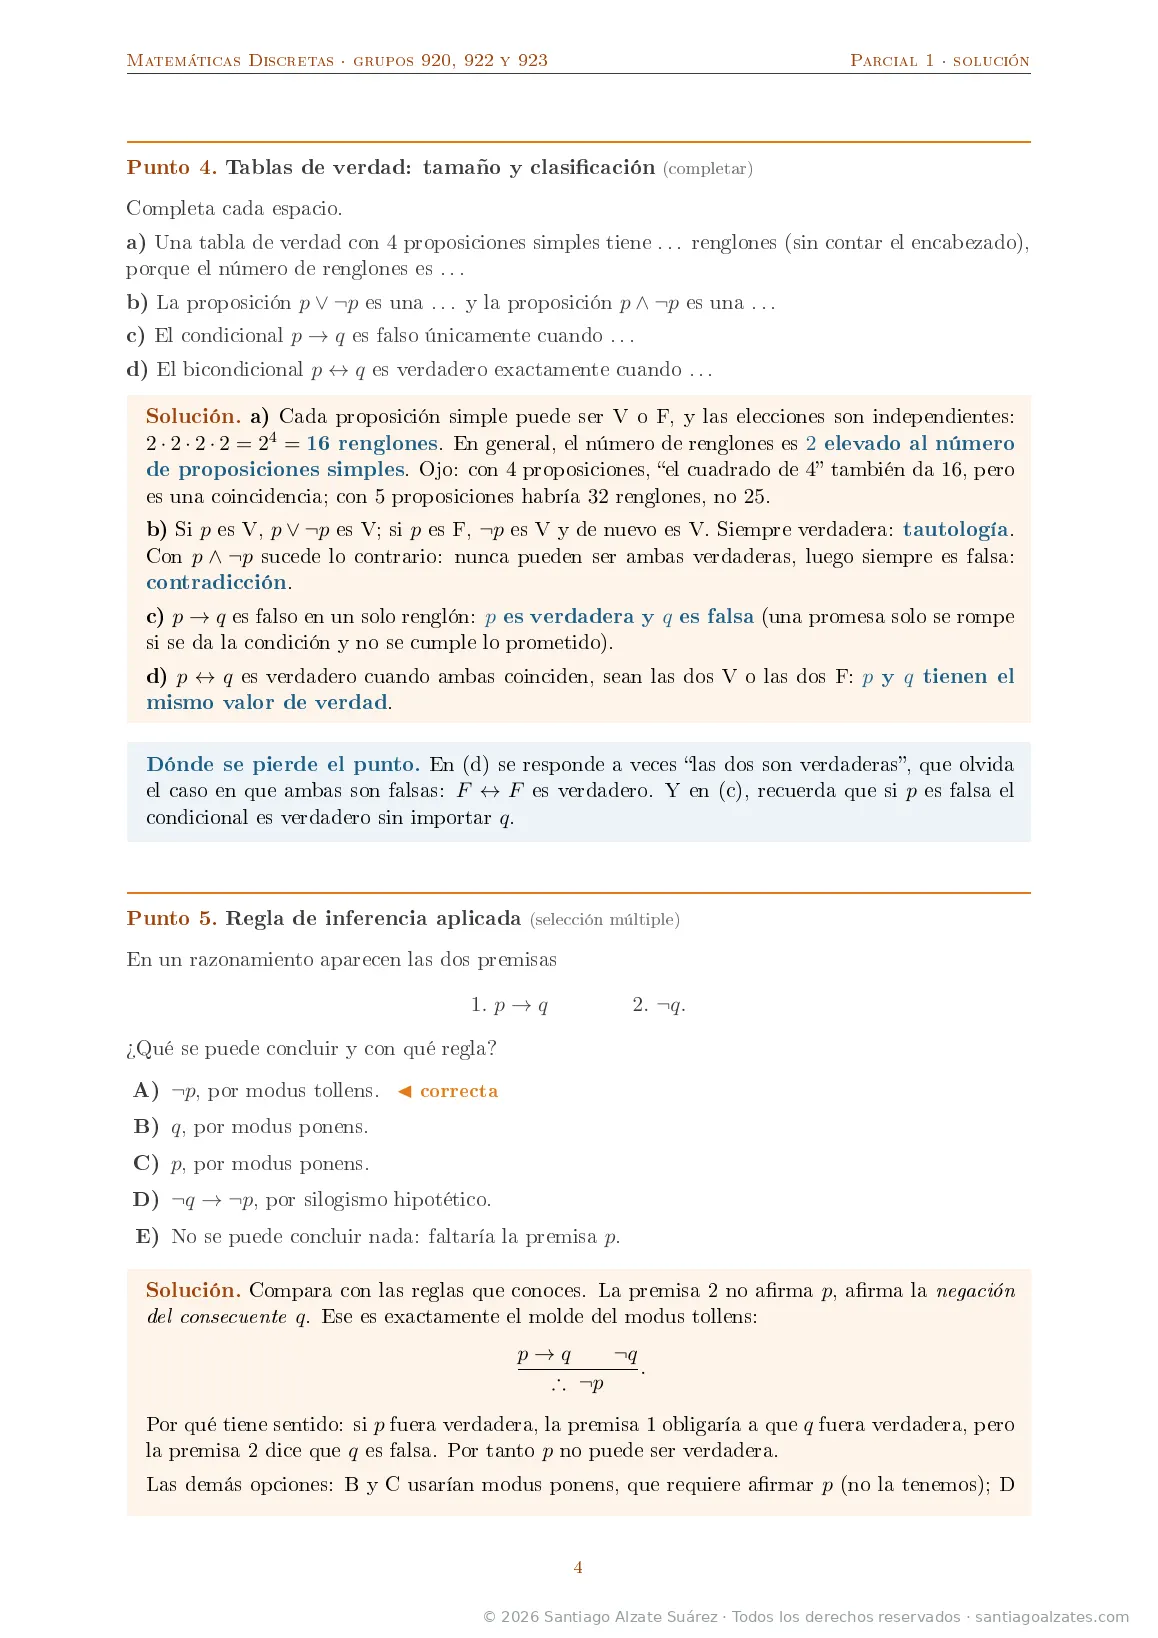 Matemáticas Discretas · grupos 920, 922 y 923 Parcial 1 · solución
Punto 4. Tablas de verdad: tamaño y clasificación (completar)
Completa cada espacio.
a) Una tabla de verdad con 4 proposiciones simples tiene ... renglones (sin contar el encabezado),
porque el número de renglones es ...
b) La proposición p ∨ ¬p es una ... y la proposición p ∧ ¬p es una ...
c) El condicional p → q es falso únicamente cuando ...
d) El bicondicional p ↔ q es verdadero exactamente cuando ...
Solución. a) Cada proposición simple puede ser V o F, y las elecciones son independientes:
2 · 2 · 2 · 2 = 2⁴ = 16 renglones. En general, el número de renglones es 2 elevado al número
de proposiciones simples. Ojo: con 4 proposiciones, “el cuadrado de 4” también da 16, pero
es una coincidencia; con 5 proposiciones habría 32 renglones, no 25.
b) Si p es V, p ∨ ¬p es V; si p es F, ¬p es V y de nuevo es V. Siempre verdadera: tautología.
Con p ∧ ¬p sucede lo contrario: nunca pueden ser ambas verdaderas, luego siempre es falsa:
contradicción.
c) p → q es falso en un solo renglón: p es verdadera y q es falsa (una promesa solo se rompe
si se da la condición y no se cumple lo prometido).
d) p ↔ q es verdadero cuando ambas coinciden, sean las dos V o las dos F: p y q tienen el
mismo valor de verdad.
Dónde se pierde el punto. En (d) se responde a veces “las dos son verdaderas”, que olvida
el caso en que ambas son falsas: F ↔ F es verdadero. Y en (c), recuerda que si p es falsa el
condicional es verdadero sin importar q.
Punto 5. Regla de inferencia aplicada (selección múltiple)
En un razonamiento aparecen las dos premisas
1. p → q 2. ¬q.
¿Qué se puede concluir y con qué regla?
A) ¬p, por modus tollens. ◀ correcta
B) q, por modus ponens.
C) p, por modus ponens.
D) ¬q → ¬p, por silogismo hipotético.
E) No se puede concluir nada: faltaría la premisa p.
Solución. Compara con las reglas que conoces. La premisa 2 no afirma p, afirma la negación
del consecuente q. Ese es exactamente el molde del modus tollens:
p → q ¬q
∴ ¬p.
Por qué tiene sentido: si p fuera verdadera, la premisa 1 obligaría a que q fuera verdadera, pero
la premisa 2 dice que q es falsa. Por tanto p no puede ser verdadera.
Las demás opciones: B y C usarían modus ponens, que requiere afirmar p (no la tenemos); D
4
© 2026 Santiago Alzate Suárez · Todos los derechos reservados · santiagoalzates.com